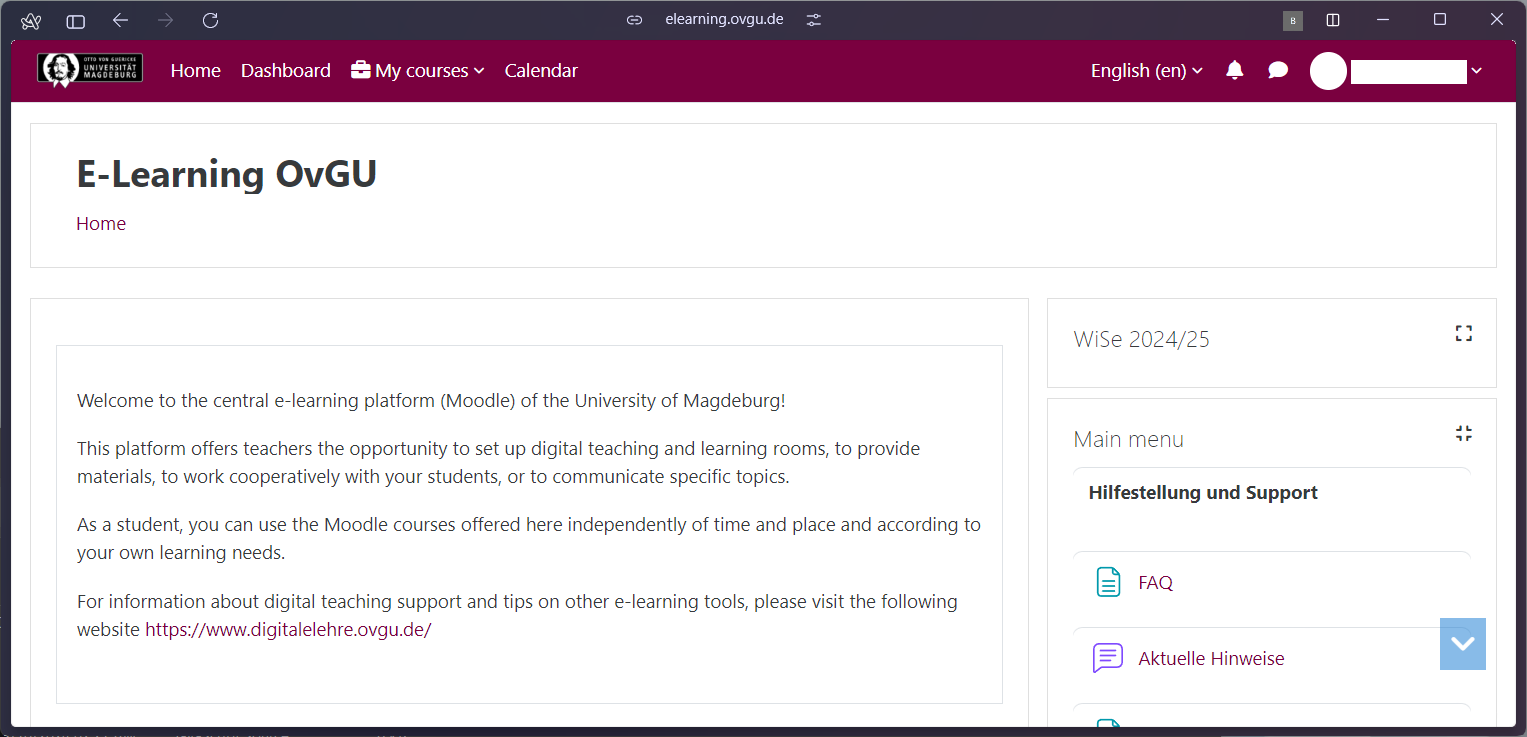 elearning.ovgu.de
B
OTTO VON GUERICKE
UNIVERSITÄT
MAGDEBURG
Home
Dashboard
My courses
Calendar
English (en)
E-Learning OvGU
Home
Welcome to the central e-learning platform (Moodle) of the University of Magdeburg!
This platform offers teachers the opportunity to set up digital teaching and learning rooms, to provide
materials, to work cooperatively with your students, or to communicate specific topics.
As a student, you can use the Moodle courses offered here independently of time and place and according to
your own learning needs.
For information about digital teaching support and tips on other e-learning tools, please visit the following
website https://www.digitalelehre.ovgu.de/
WiSe 2024/25
Main menu
Hilfestellung und Support
FAQ
Aktuelle Hinweise